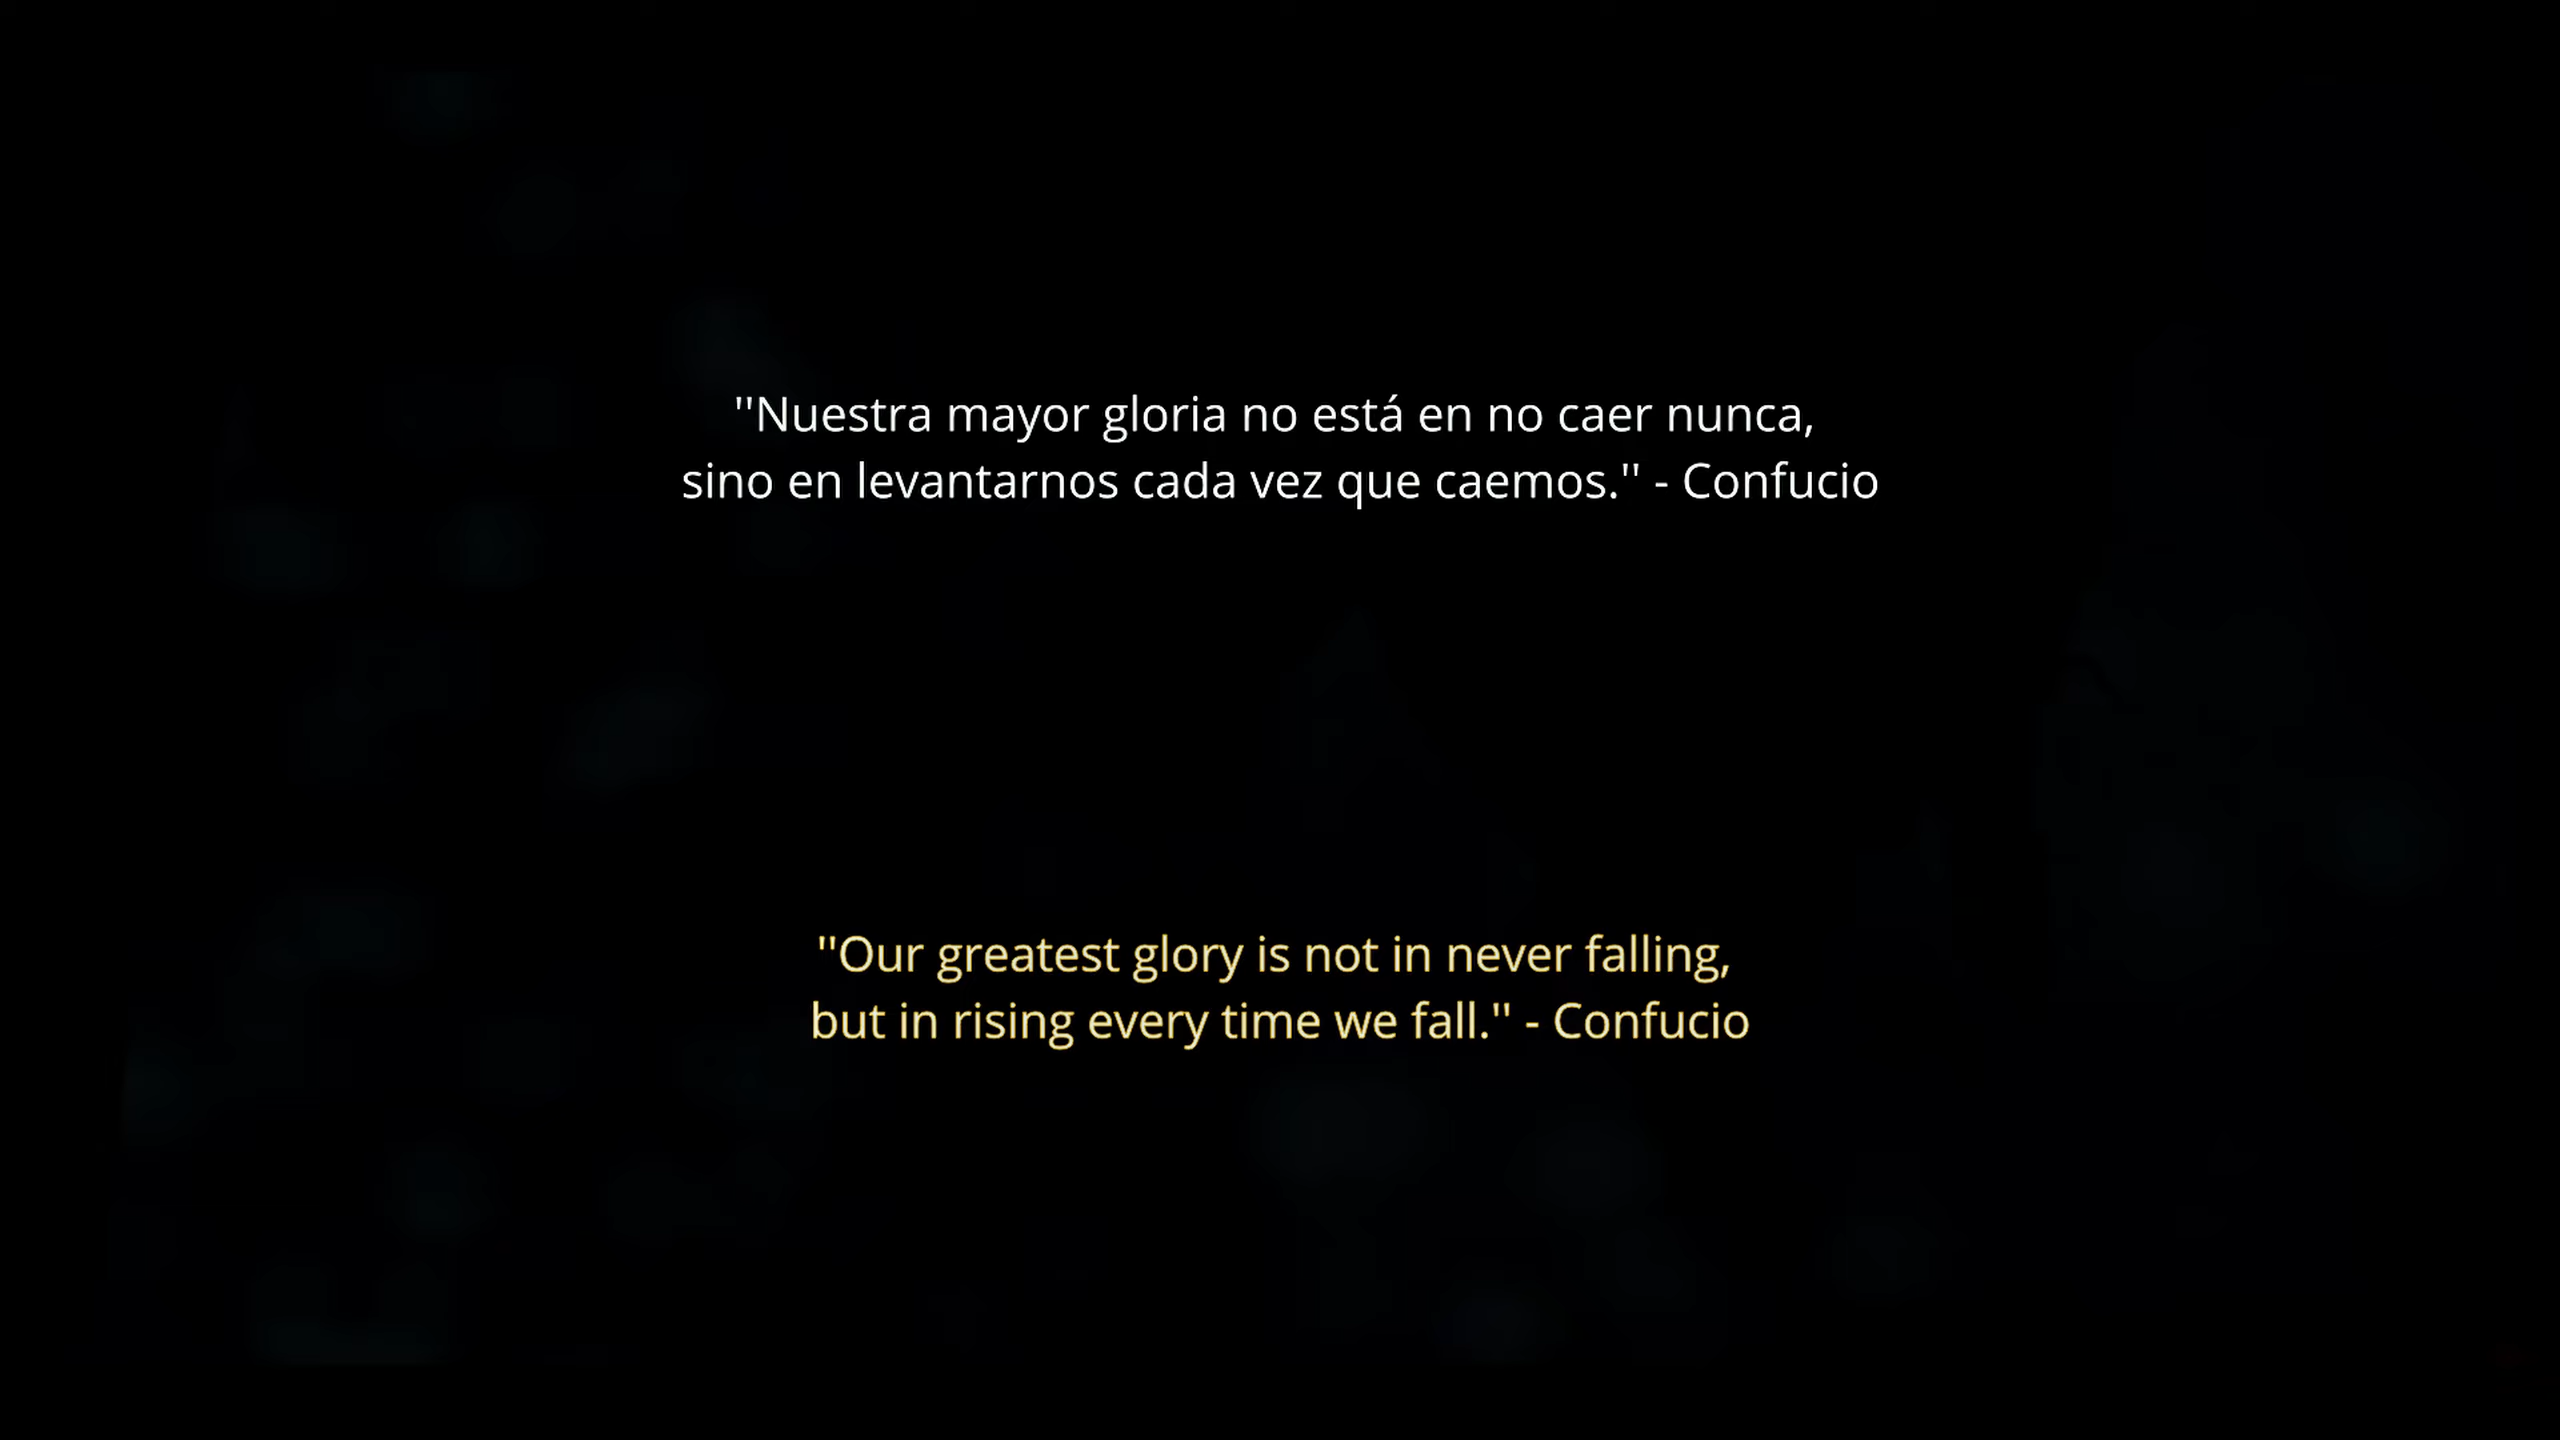 ''Nuestra mayor gloria no está en no caer nunca,
sino en levantarnos cada vez que caemos.'' - Confucio
''Our greatest glory is not in never falling,
but in rising every time we fall.'' - Confucio